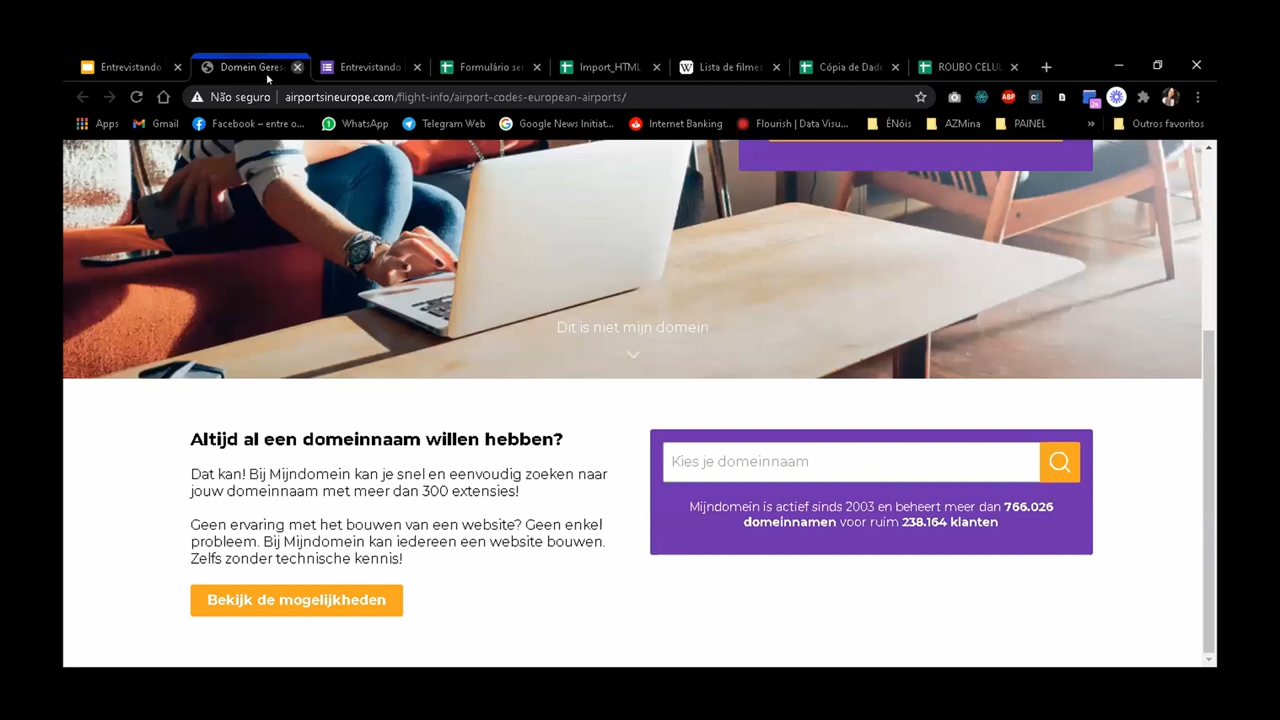 Entrevistando
Domein Geres
Entrevistando
Formulário se
Import_HTML
Lista de filmes
Cópia de Dado
ROUBO CELUL
Não seguro
airportsineurope.com/flight-info/airport-codes-european-airports/
Apps
Gmail
Facebook – entre o...
WhatsApp
Telegram Web
Google News Initiat...
Internet Banking
Flourish | Data Visu...
ÉNóis
AZMina
PAINEL
»
Outros favoritos
Dit is niet mijn domein
Altijd al een domeinnaam willen hebben?
Dat kan! Bij Mijndomein kan je snel en eenvoudig zoeken naar
jouw domeinnaam met meer dan 300 extensies!
Geen ervaring met het bouwen van een website? Geen enkel
probleem. Bij Mijndomein kan iedereen een website bouwen.
Zelfs zonder technische kennis!
Bekijk de mogelijkheden
Kies je domeinnaam
Mijndomein is actief sinds 2003 en beheert meer dan 766.026
domeinnamen voor ruim 238.164 klanten